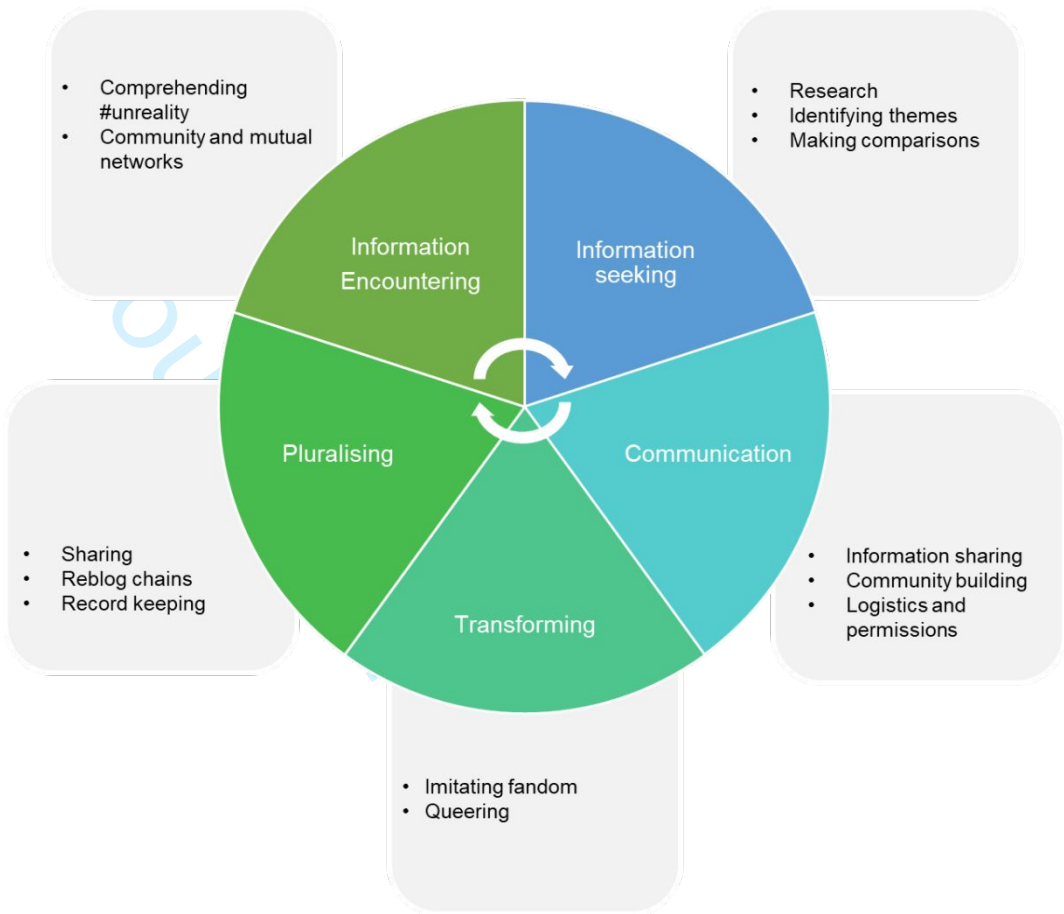 • Comprehending
#unreality
• Community and mutual
networks
• Research
• Identifying themes
• Making comparisons
Information
Encountering
Information
seeking
Pluralising
Communication
Transforming
• Sharing
• Reblog chains
• Record keeping
• Information sharing
• Community building
• Logistics and
permissions
• Imitating fandom
• Queering